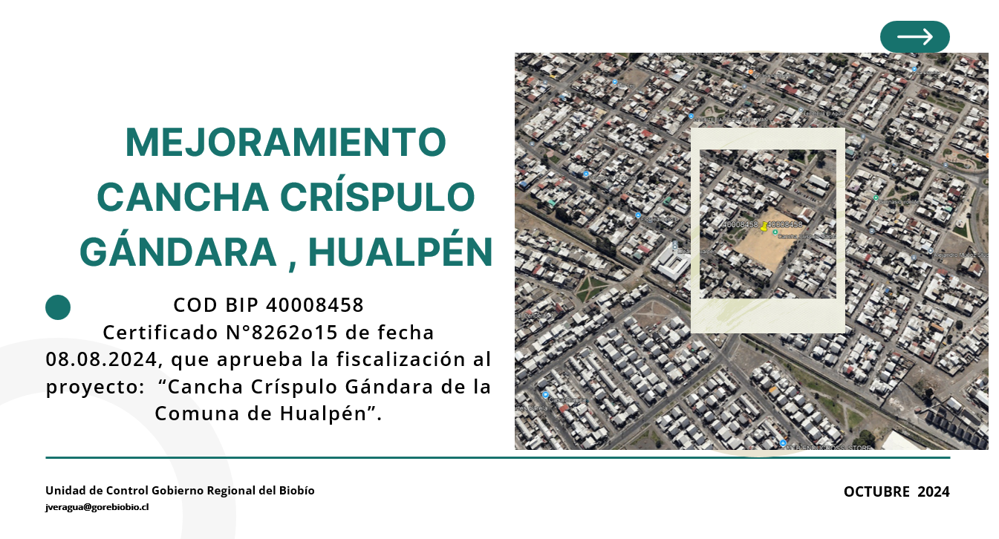 MEJORAMIENTO
CANCHA CRÍSPULO
GÁNDARA , HUALPÉN
COD BIP 40008458
Certificado N°8262o15 de fecha
08.08.2024, que aprueba la fiscalización al
proyecto:  “Cancha Críspulo Gándara de la
Comuna de Hualpén”.
40008458
40008458
Unidad de Control Gobierno Regional del Biobío
jveragua@gorebiobio.cl
OCTUBRE  2024